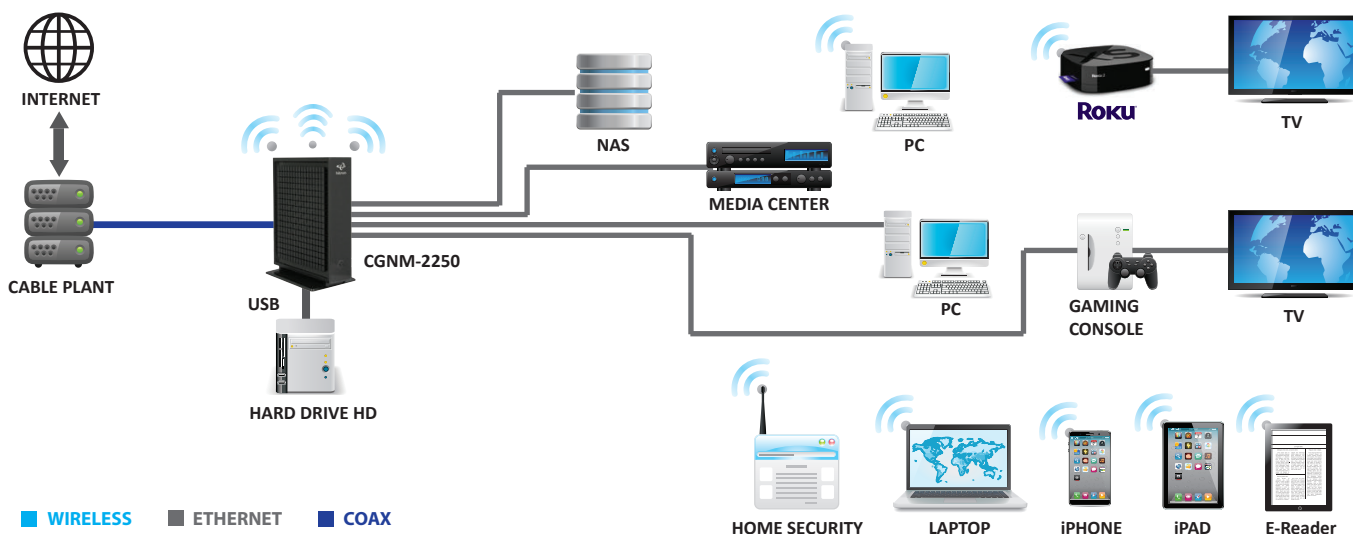 INTERNET
CABLE PLANT
CGNM-2250
USB
HARD DRIVE HD
NAS
MEDIA CENTER
PC
ROKU
TV
PC
GAMING
CONSOLE
TV
HOME SECURITY
LAPTOP
iPHONE
iPAD
E-Reader
WIRELESS
ETHERNET
COAX